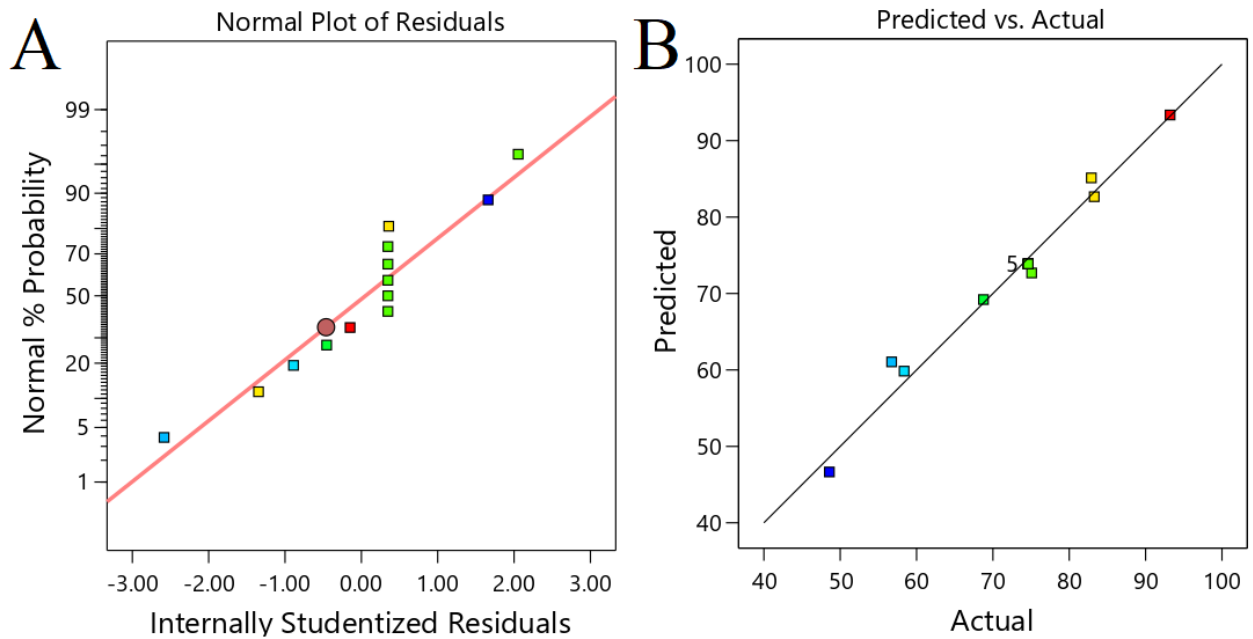 A
Normal Plot of Residuals
Normal % Probability
99
90
70
50
20
5
1
-3.00 -2.00 -1.00 0.00 1.00 2.00 3.00
Internally Studentized Residuals
B
Predicted vs. Actual
Predicted
100
90
80
70
60
50
40
5
40 50 60 70 80 90 100
Actual